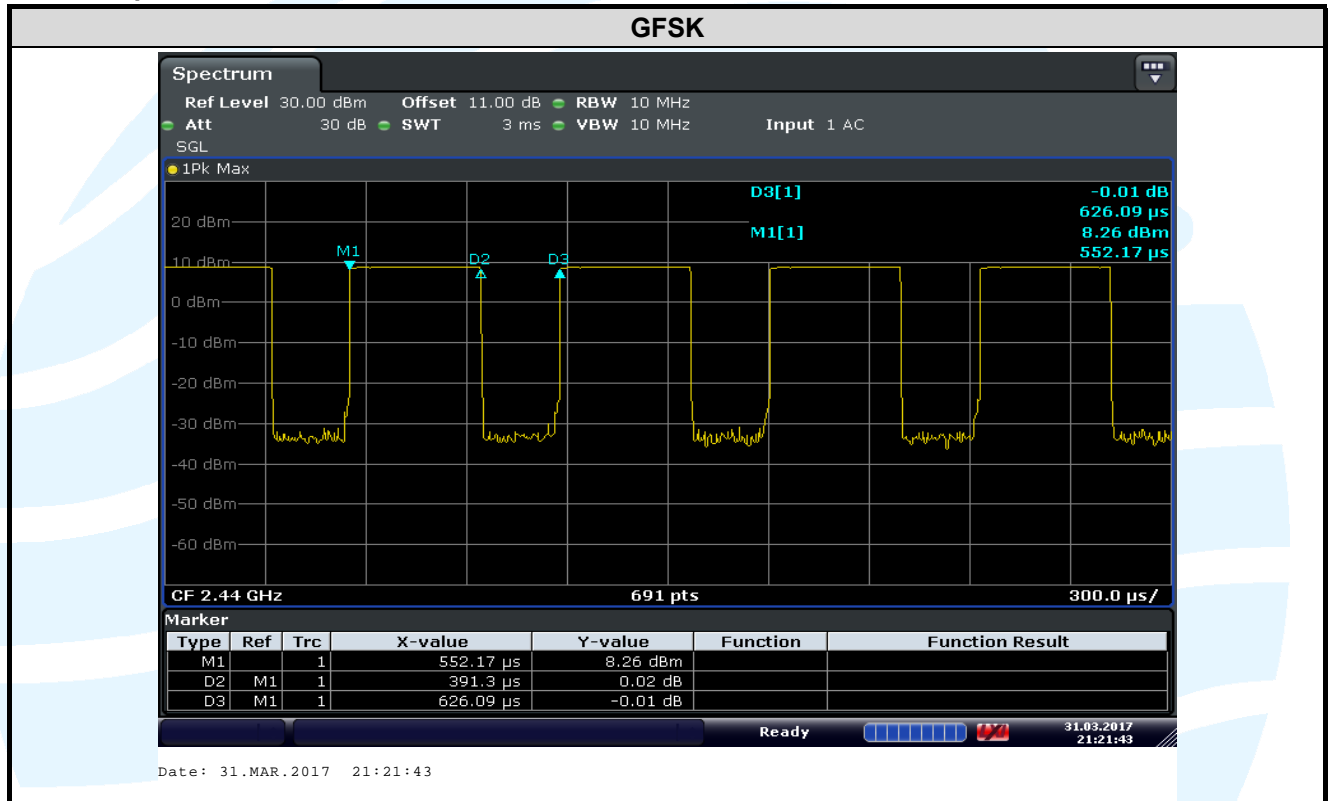 GFSK
Spectrum
Ref Level 30.00 dBm Offset 11.00 dB RBW 10 MHz
Att 30 dB SWT 3 ms VBW 10 MHz Input 1 AC
SGL
1Pk Max
D3[1] -0.01 dB
626.09 µs
20 dBm
M1[1] 8.26 dBm
552.17 µs
M1 D2 D3
10 dBm
0 dBm
-10 dBm
-20 dBm
-30 dBm
-40 dBm
-50 dBm
-60 dBm
CF 2.44 GHz 691 pts 300.0 µs/
Marker
Type Ref Trc X-value Y-value Function Function Result
M1 1 552.17 µs 8.26 dBm
D2 M1 1 391.3 µs 0.02 dB
D3 M1 1 626.09 µs -0.01 dB
Ready 31.03.2017
21:21:43
Date: 31.MAR.2017 21:21:43